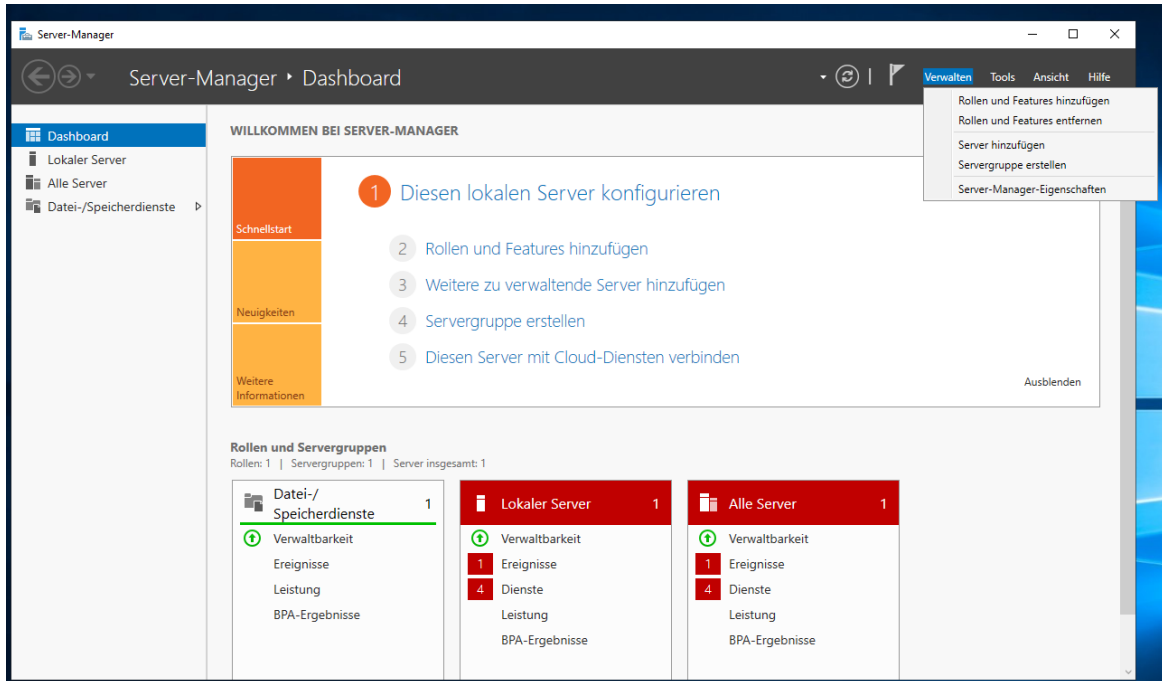 Server-Manager
Server-Manager ‣ Dashboard
Verwalten Tools Ansicht Hilfe
Rollen und Features hinzufügen
Rollen und Features entfernen
Server hinzufügen
Servergruppe erstellen
Server-Manager-Eigenschaften
Dashboard
Lokaler Server
Alle Server
Datei-/Speicherdienste
WILLKOMMEN BEI SERVER-MANAGER
Schnellstart
Neuigkeiten
Weitere
Informationen
1 Diesen lokalen Server konfigurieren
2 Rollen und Features hinzufügen
3 Weitere zu verwaltende Server hinzufügen
4 Servergruppe erstellen
5 Diesen Server mit Cloud-Diensten verbinden
Ausblenden
Rollen und Servergruppen
Rollen: 1 | Servergruppen: 1 | Server insgesamt: 1
Datei-/
Speicherdienste 1
Verwaltbarkeit
Ereignisse
Leistung
BPA-Ergebnisse
Lokaler Server 1
Verwaltbarkeit
1 Ereignisse
4 Dienste
Leistung
BPA-Ergebnisse
Alle Server 1
Verwaltbarkeit
1 Ereignisse
4 Dienste
Leistung
BPA-Ergebnisse